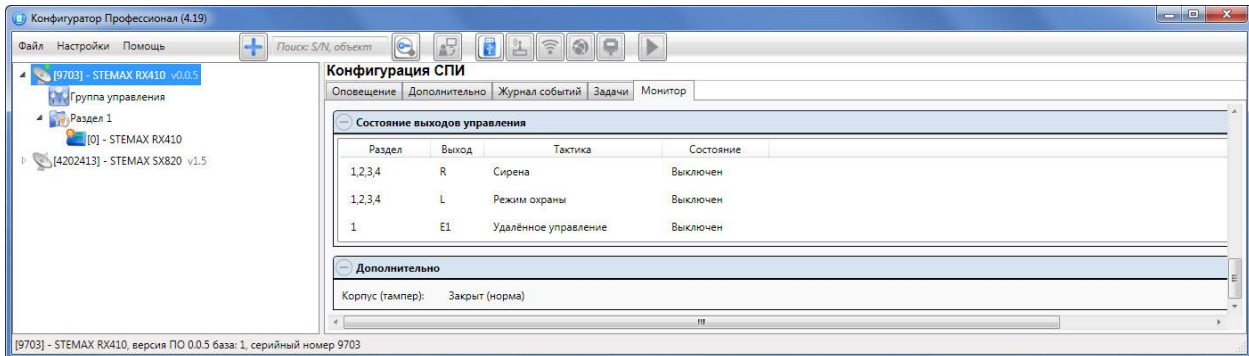 Конфигуратор Профессионал (4.19)
Файл Настройки Помощь Поиск: S/N, объект
[9703] - STEMAX RX410 v0.0.5
Группа управления
Раздел 1
[0] - STEMAX RX410
[4202413] - STEMAX SX820 v1.5
Конфигурация СПИ
Оповещение Дополнительно Журнал событий Задачи Монитор
Состояние выходов управления
Раздел Выход Тактика Состояние
1,2,3,4 R Сирена Выключен
1,2,3,4 L Режим охраны Выключен
1 E1 Удалённое управление Выключен
Дополнительно
Корпус (тампер): Закрыт (норма)
[9703] - STEMAX RX410, версия ПО 0.0.5 база: 1, серийный номер 9703